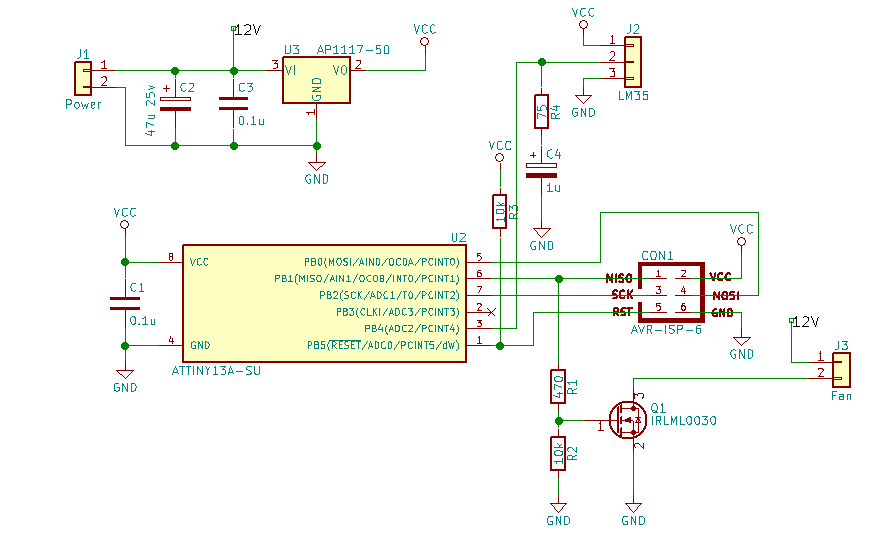 12V
VCC
VCC
J1
U3
AP1117-50
J2
1
2
Power
3
VI
VO
2
GND
1
C2
47u 25v
C3
0.1u
GND
1
2
3
LM35
GND
75
R4
C4
1u
GND
VCC
10k
R3
VCC
U2
8
VCC
4
GND
PB0(MOSI/AIN0/OC0A/PCINT0)
5
PB1(MISO/AIN1/OC0B/INT0/PCINT1)
6
PB2(SCK/ADC1/T0/PCINT2)
7
PB3(CLKI/ADC3/PCINT3)
2
PB4(ADC2/PCINT4)
3
PB5(RESET/ADC0/PCINT5/dW)
1
ATTINY13A-SU
C1
0.1u
GND
VCC
CON1
MISO
1
2
VCC
SCK
3
4
MOSI
RST
5
6
GND
AVR-ISP-6
GND
12V
J3
1
2
Fan
470
R1
10k
R2
GND
Q1
IRLML0030
1
3
2
GND